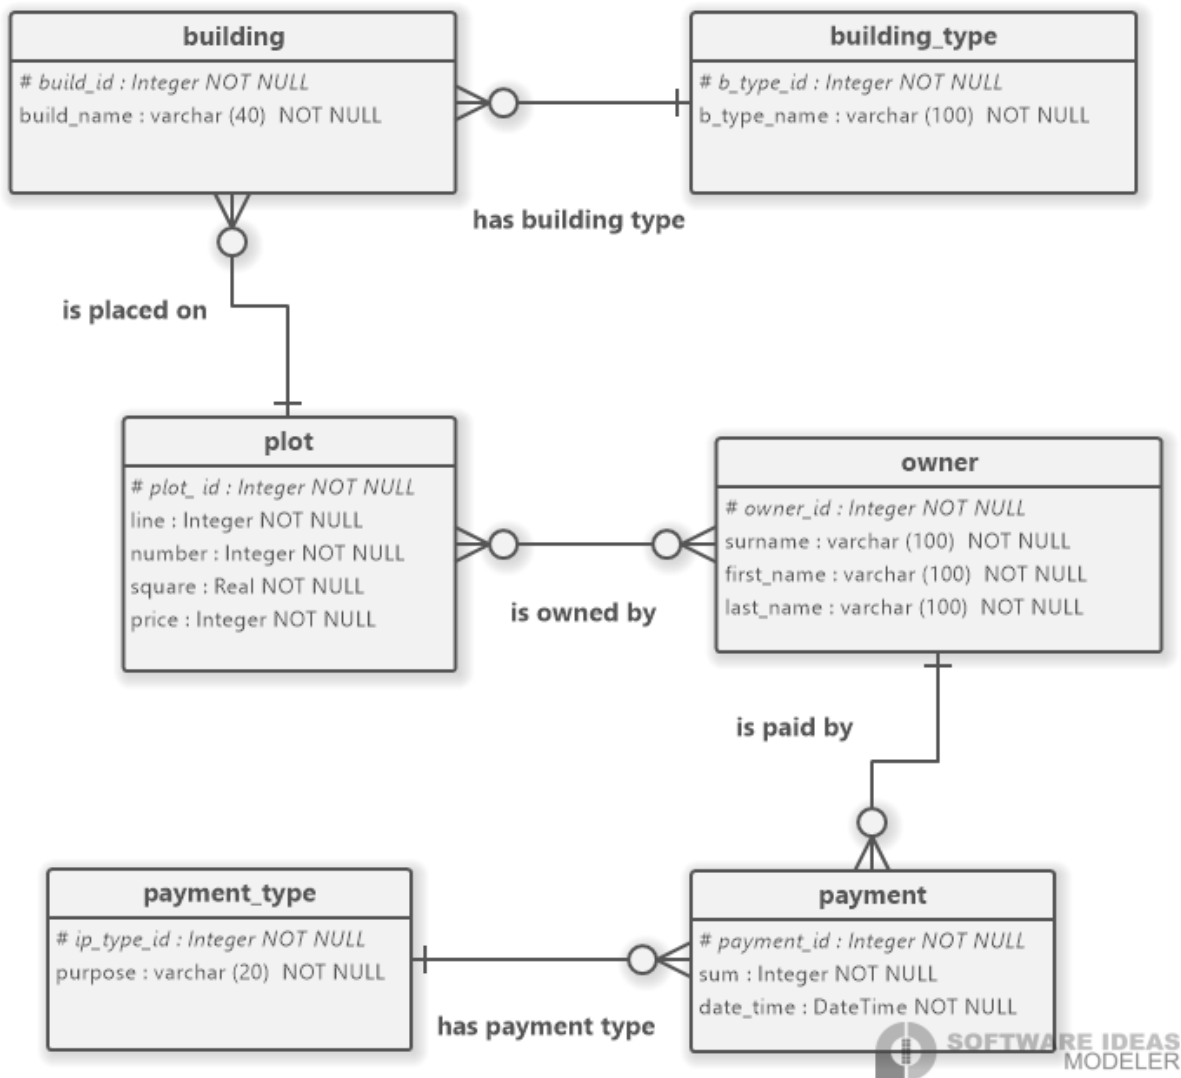 building
# build_id : Integer NOT NULL
build_name : varchar (40)  NOT NULL
building_type
# b_type_id : Integer NOT NULL
b_type_name : varchar (100)  NOT NULL
has building type
is placed on
plot
# plot_ id : Integer NOT NULL
line : Integer NOT NULL
number : Integer NOT NULL
square : Real NOT NULL
price : Integer NOT NULL
owner
# owner_id : Integer NOT NULL
surname : varchar (100)  NOT NULL
first_name : varchar (100)  NOT NULL
last_name : varchar (100)  NOT NULL
is owned by
is paid by
payment_type
# ip_type_id : Integer NOT NULL
purpose : varchar (20)  NOT NULL
payment
# payment_id : Integer NOT NULL
sum : Integer NOT NULL
date_time : DateTime NOT NULL
has payment type
SOFTWARE IDEAS
MODELER